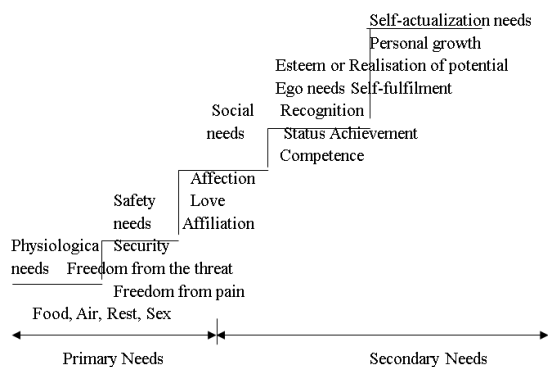 Self-actualization needs
Personal growth
Esteem or Realisation of potential
Ego needs Self-fulfilment
Social Recognition
needs Status Achievement
Competence
Affection
Safety Love
needs Affiliation
Physiologica Security
needs Freedom from the threat
Freedom from pain
Food, Air, Rest, Sex
Primary Needs Secondary Needs